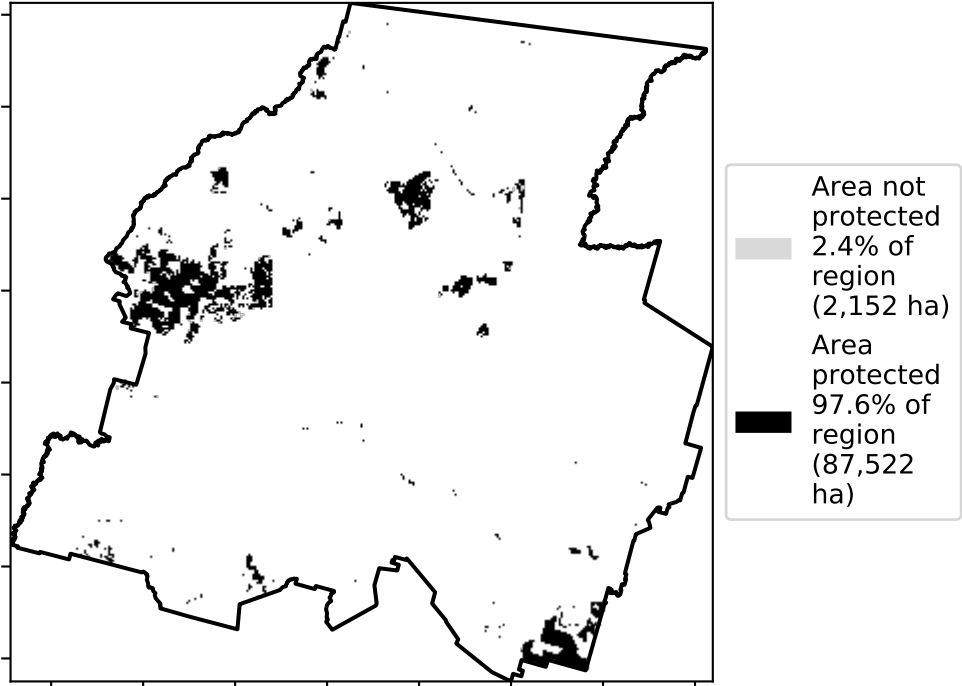 Area not
protected
2.4% of
region
(2,152 ha)
Area
protected
97.6% of
region
(87,522
ha)